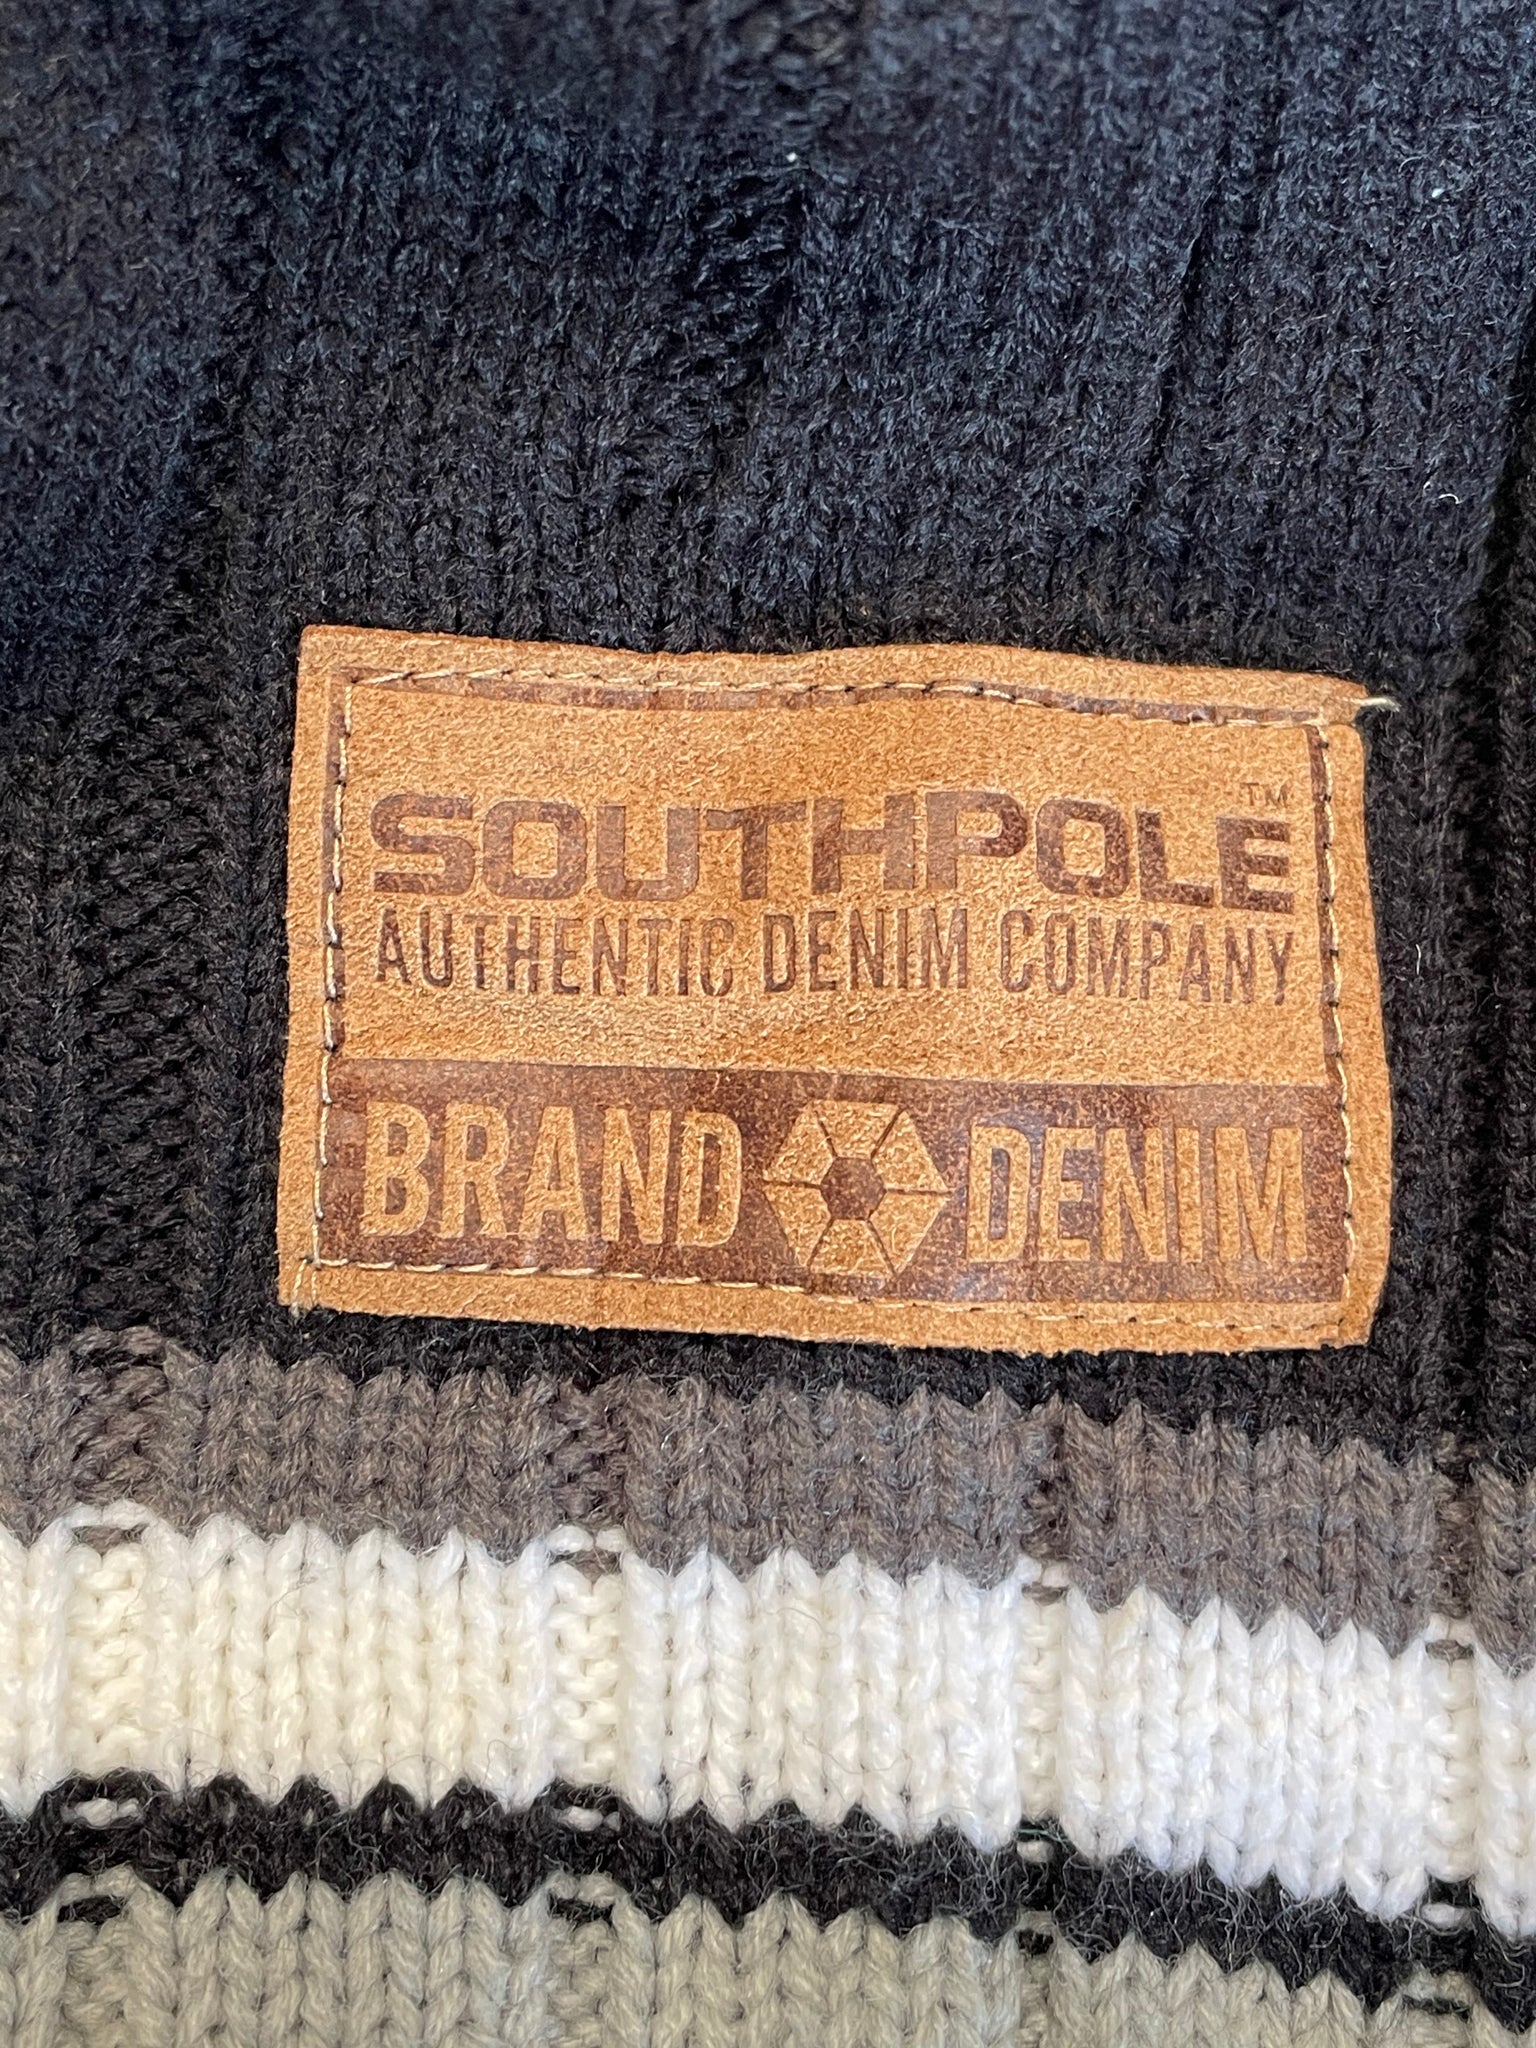 SOUTHPOLE™
AUTHENTIC DENIM COMPANY
BRAND DENIM